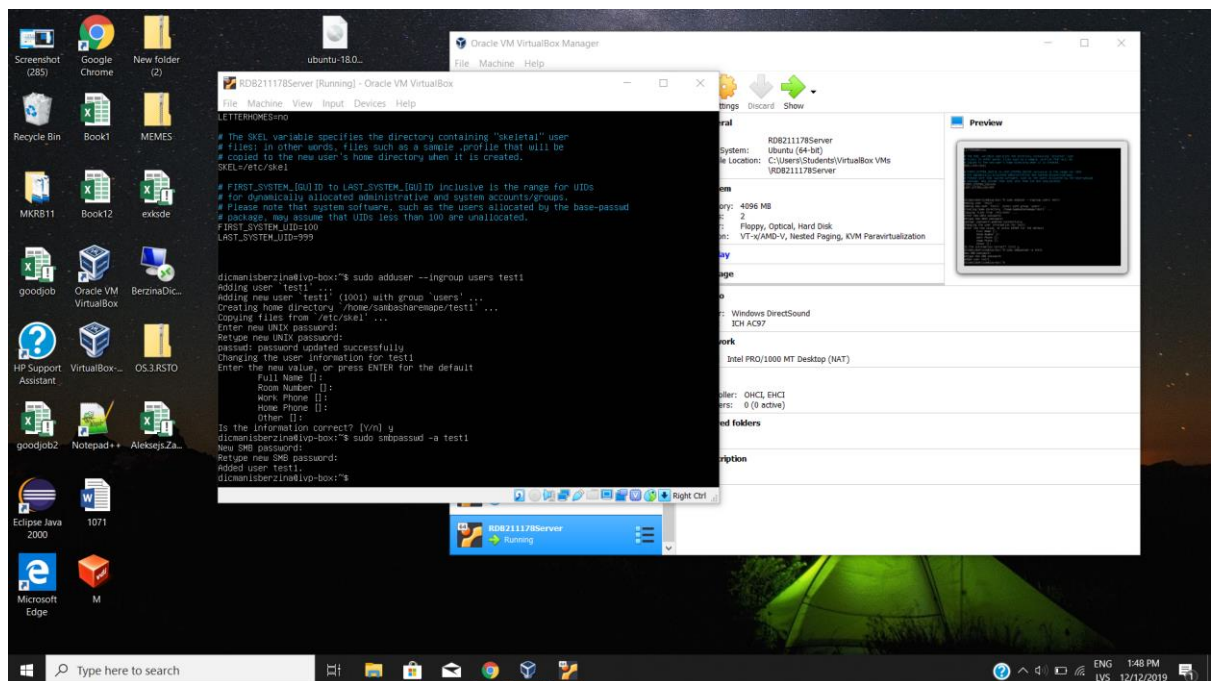 Screenshot
(285)
Google
Chrome
New folder
(2)
ubuntu-18.0...
Recycle Bin
Book1
MEMES
MKRB11
Book12
exksde
goodjob
Oracle VM
VirtualBox
BerzinaDic...
HP Support
Assistant
VirtualBox-...
OS.3.RSTO
goodjob2
Notepad++
Aleksejs.Za...
Eclipse Java
2000
1071
Microsoft
Edge
M
RDB211178Server [Running] - Oracle VM VirtualBox
File Machine View Input Devices Help
LETTERHOMES=no
# The SKEL variable specifies the directory containing "skeletal" user
# files; in other words, files such as a sample .profile that will be
# copied to the new user's home directory when it is created.
SKEL=/etc/skel
# FIRST_SYSTEM_[GU]ID to LAST_SYSTEM_[GU]ID inclusive is the range for UIDs
# for dynamically allocated administrative and system accounts/groups.
# Please note that system software, such as the users allocated by the base-passwd
# package, may assume that UIDs less than 100 are unallocated.
FIRST_SYSTEM_UID=100
LAST_SYSTEM_UID=999
dicmanisberzina@ivp-box:~$ sudo adduser --ingroup users test1
Adding user `test1' ...
Adding new user `test1' (1001) with group `users' ...
Creating home directory `/home/sambasharemape/test1' ...
Copying files from `/etc/skel' ...
Enter new UNIX password:
Retype new UNIX password:
passwd: password updated successfully
Changing the user information for test1
Enter the new value, or press ENTER for the default
Full Name []:
Room Number []:
Work Phone []:
Home Phone []:
Other []:
Is the information correct? [Y/n] y
dicmanisberzina@ivp-box:~$ sudo smbpasswd -a test1
New SMB password:
Retype new SMB password:
Added user test1.
dicmanisberzina@ivp-box:~$
Right Ctrl
Oracle VM VirtualBox Manager
File Machine Help
ttings Discard Show
eral
RDB211178Server
System: Ubuntu (64-bit)
le Location: C:\Users\Students\VirtualBox VMs
\RDB211178Server
em
ory: 4096 MB
2
Floppy, Optical, Hard Disk
on: VT-x/AMD-V, Nested Paging, KVM Paravirtualization
ay
age
o
r: Windows DirectSound
ICH AC97
vork
Intel PRO/1000 MT Desktop (NAT)
oller: OHCI, EHCI
ers: 0 (0 active)
ed folders
cription
Preview
RDB211178Server
Running
Type here to search
ENG
LVS
1:48 PM
12/12/2019